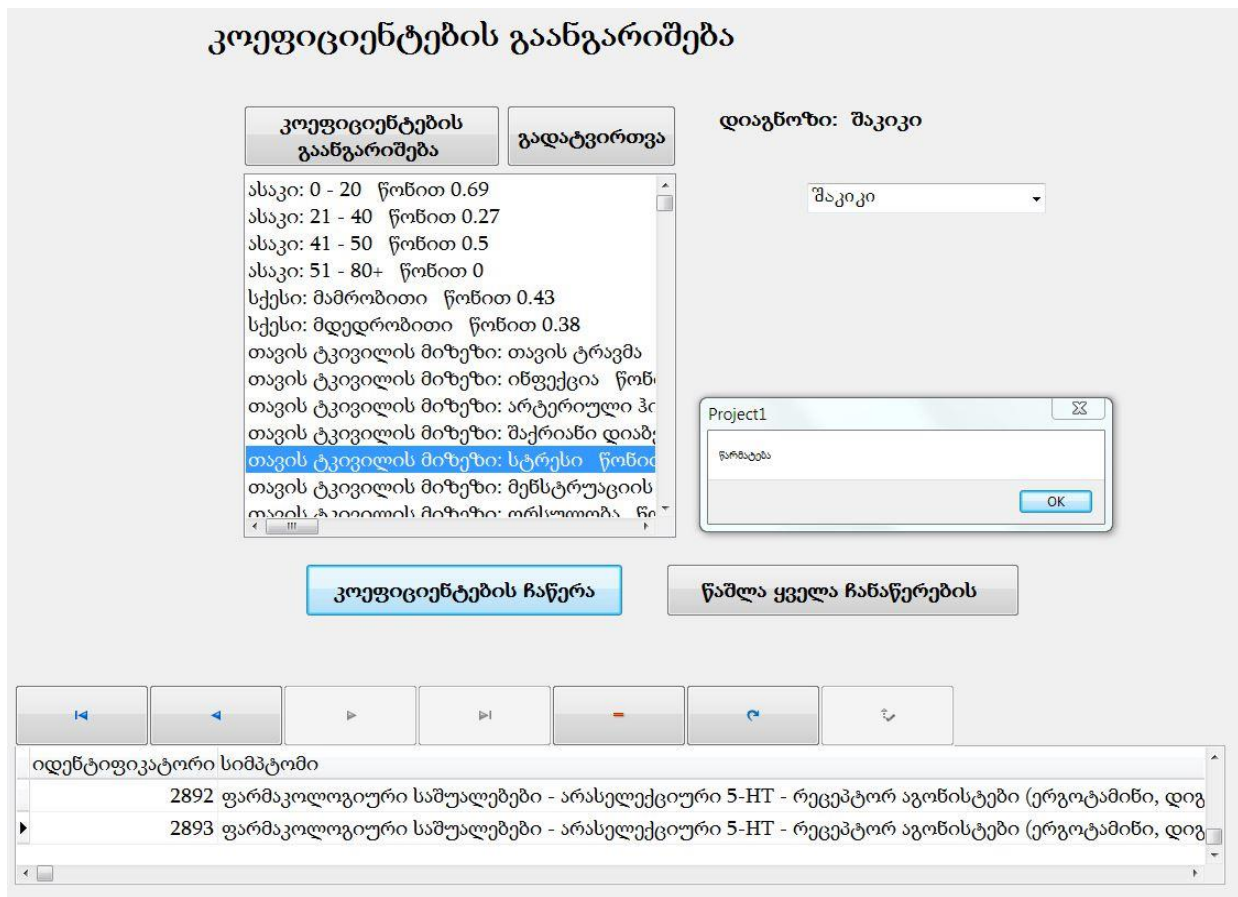 კოეფიციენტების გაანგარიშება
კოეფიციენტების
გაანგარიშება
გადატვირთვა
დიაგნოზი: შაკიკი
შაკიკი
ასაკი: 0 - 20 წონით 0.69
ასაკი: 21 - 40 წონით 0.27
ასაკი: 41 - 50 წონით 0.5
ასაკი: 51 - 80+ წონით 0
სქესი: მამრობითი წონით 0.43
სქესი: მდედრობითი წონით 0.38
თავის ტკივილის მიზეზი: თავის ტრავმა
თავის ტკივილის მიზეზი: ინფექცია
თავის ტკივილის მიზეზი: არტერიული
თავის ტკივილის მიზეზი: შაქრიანი
თავის ტკივილის მიზეზი: სტრესი
თავის ტკივილის მიზეზი: მენსტრუაციის
თავის ტკივილის მიზეზი: ორსულობა
Project1
წარმატება
OK
კოეფიციენტების ჩაწერა
წაშლა ყველა ჩანაწერების
იდენტიფიკატორი სიმპტომი
2892 ფარმაკოლოგიური საშუალებები - არასელექციური 5-HT - რეცეპტორ აგონისტები (ერგოტამინი,
2893 ფარმაკოლოგიური საშუალებები - არასელექციური 5-HT - რეცეპტორ აგონისტები (ერგოტამინი,